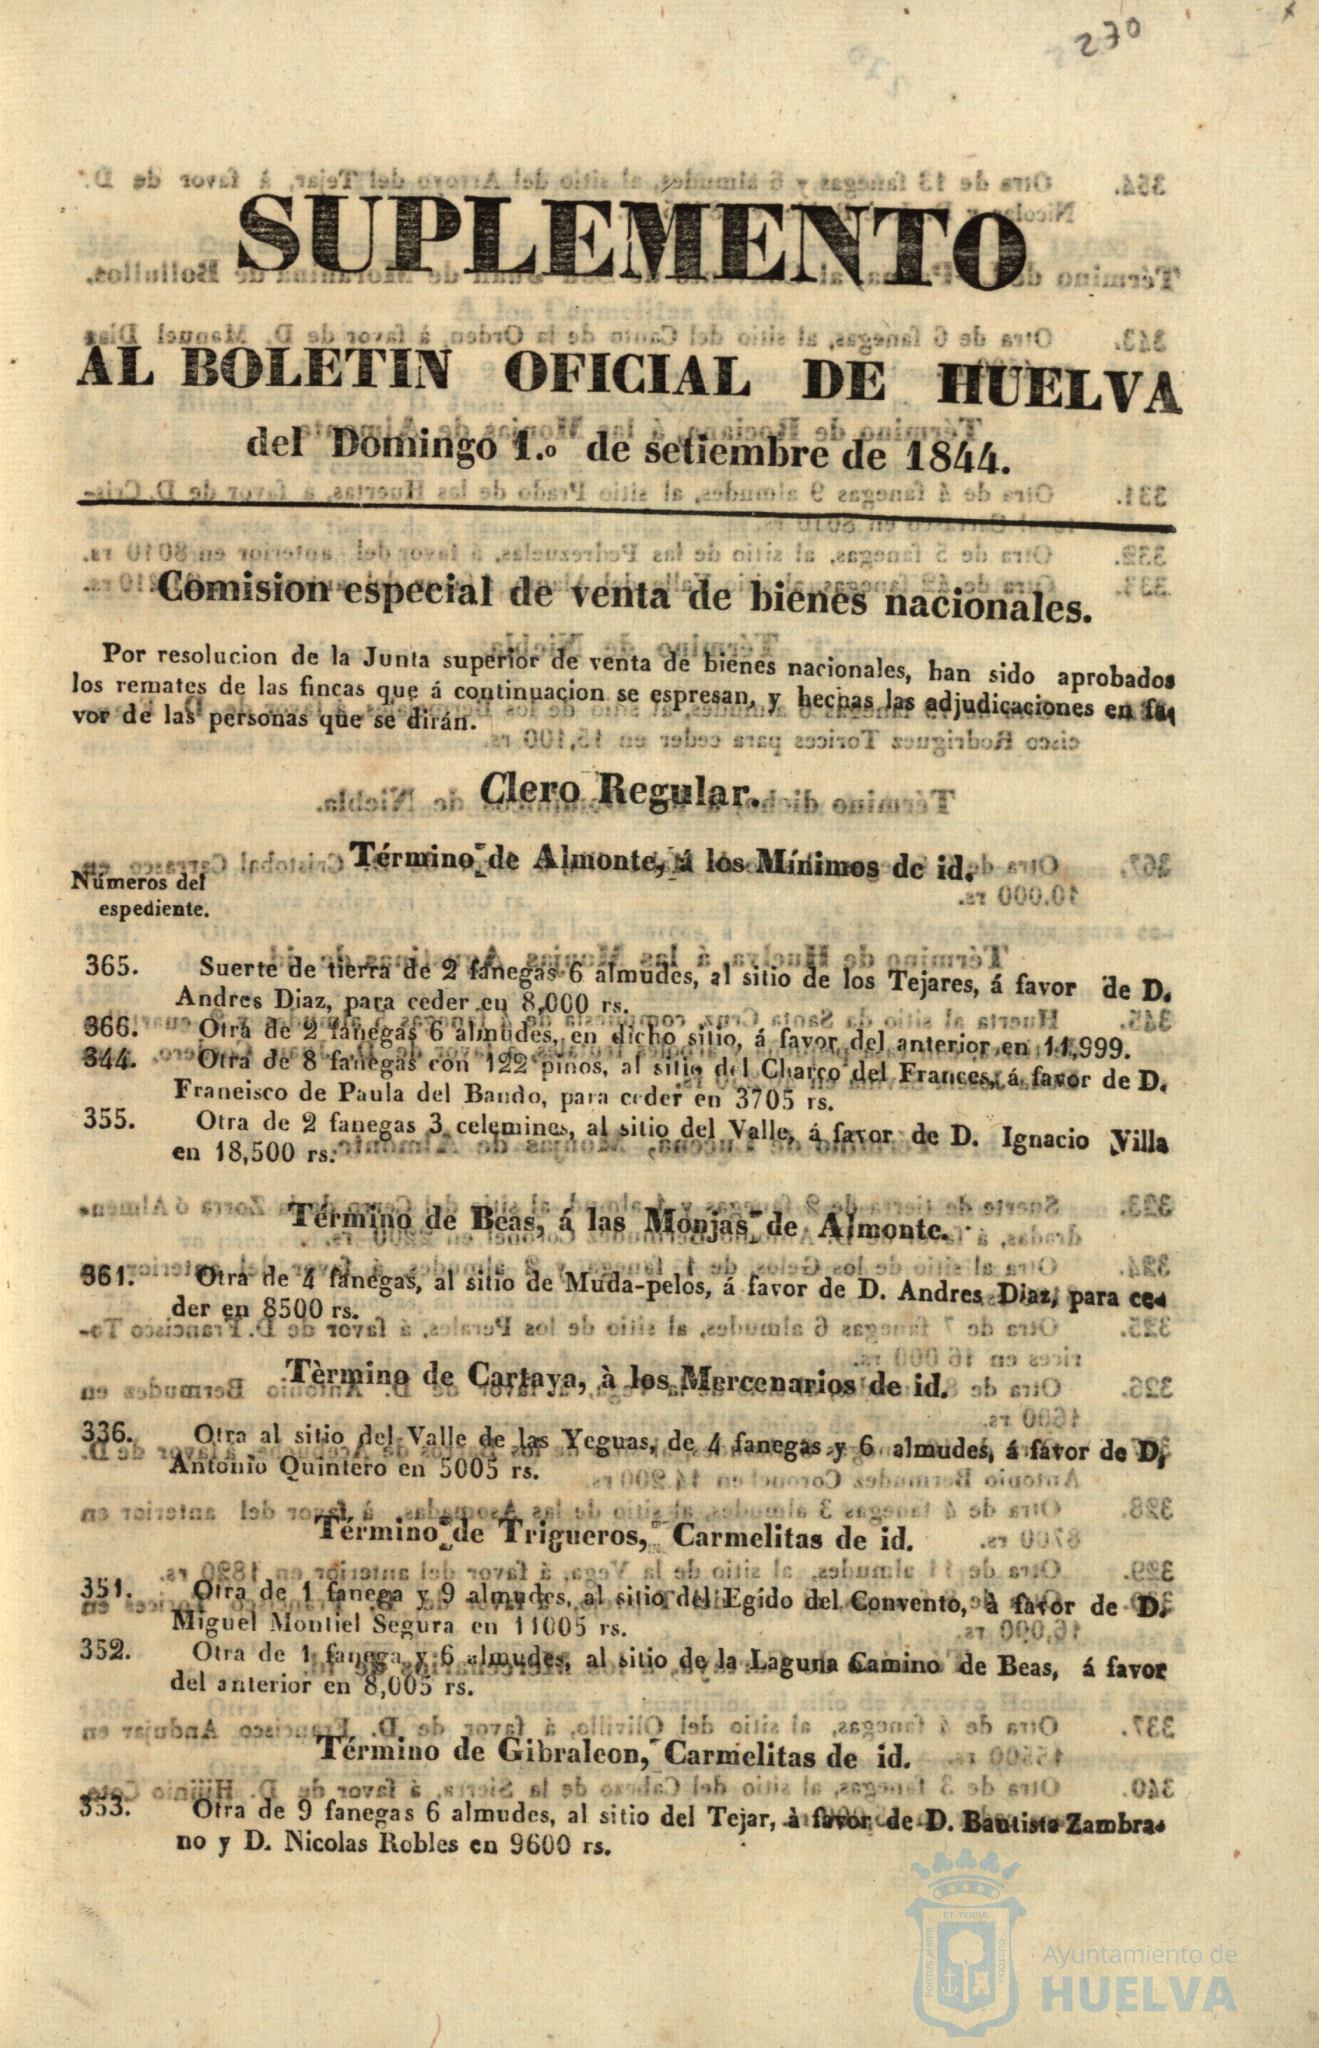 270
SUPLEMENTO
AL BOLETIN OFICIAL DE HUELVA
del Domingo 1.º de setiembre de 1844.
Comision especial de venta de bienes nacionales.
Por resolucion de la Junta superior de venta de bienes nacionales, han sido aprobados
los remates de las fincas que á continuacion se espresan, y hechas las adjudicaciones en fa-
vor de las personas que se dirán.
Clero Regular.
Término de Almonte, á los Mínimos de id.
Números del
espediente.
365. Suerte de tierra de 2 fanegas 6 almudes, al sitio de los Tejares, á favor de D.
Andres Diaz, para ceder en 8,000 rs.
366. Otra de 2 fanegas 6 almudes, en dicho sitio, á favor del anterior en 11,999.
344. Otra de 8 fanegas con 122 pinos, al sitio del Charco del Frances, á favor de D.
Francisco de Paula del Bando, para ceder en 3705 rs.
355. Otra de 2 fanegas 3 celemines, al sitio del Valle, á favor de D. Ignacio Villa
en 18,500 rs.
Término de Beas, á las Monjas de Almonte.
361. Otra de 4 fanegas, al sitio de Muda-pelos, á favor de D. Andres Diaz, para ce-
der en 8500 rs.
Tèrmino de Cartaya, à los Mercenarios de id.
336. Otra al sitio del Valle de las Yeguas, de 4 fanegas y 6 almudes, á favor de D.
Antonio Quintero en 5005 rs.
Término de Trigueros, Carmelitas de id.
351. Otra de 1 fanega y 9 almudes, al sitio del Egido del Convento, à favor de D.
Miguel Montiel Segura en 11005 rs.
352. Otra de 1 fanega y 6 almudes, al sitio de la Laguna Camino de Beas, á favor
del anterior en 8,005 rs.
Término de Gibraleon, Carmelitas de id.
353. Otra de 9 fanegas 6 almudes, al sitio del Tejar, à favor de D. Bautista Zambra-
no y D. Nicolas Robles en 9600 rs.
ET TERRA
PORTUS MARIS
CUSTODIA
Ayuntamiento de
HUELVA